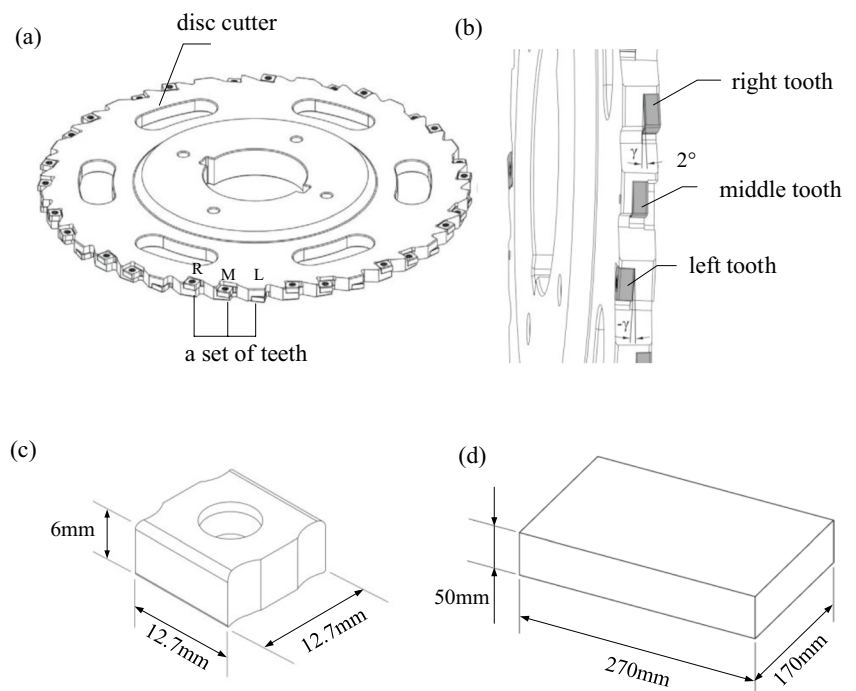 (a)
disc cutter
R M L
a set of teeth
(b)
right tooth
γ 2°
middle tooth
left tooth
-γ
(c)
6mm
12.7mm
12.7mm
(d)
50mm
270mm
170mm